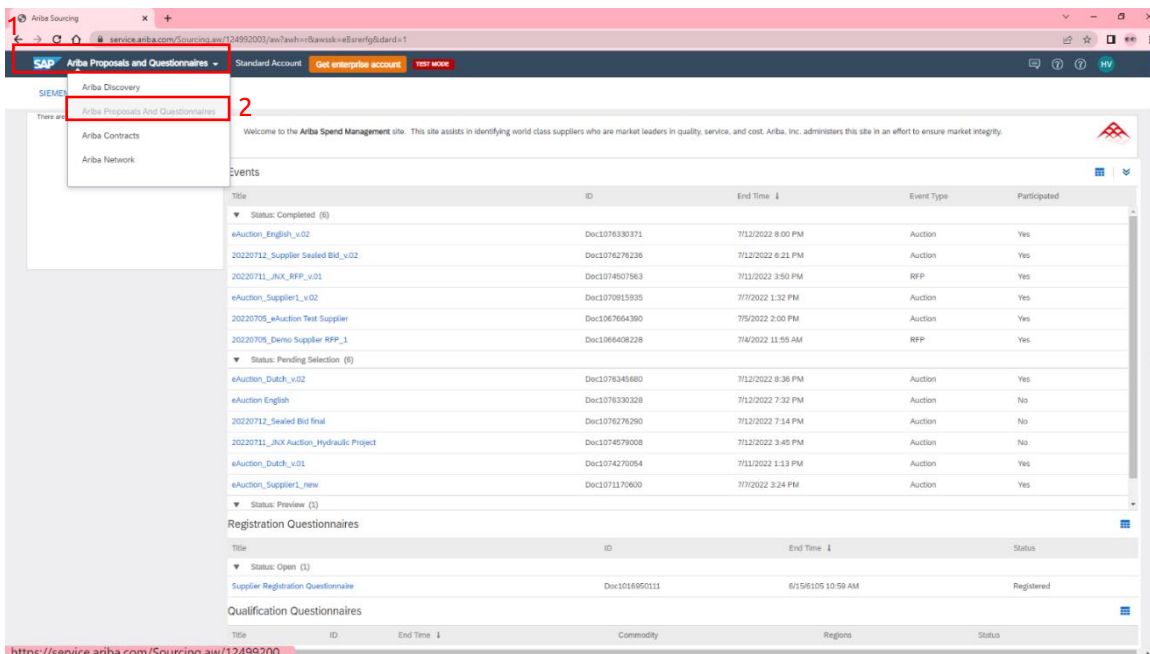 1
Ariba Sourcing
service.ariba.com/Sourcing.aw/124992003/aw?awh=r&awssk=eBsrerfg&dard=1
SAP Ariba Proposals and Questionnaires Standard Account Get enterprise account TEST MODE HV
Ariba Discovery
SIEMEN
Ariba Proposals And Questionnaires 2
There are
Ariba Contracts
Welcome to the Ariba Spend Management site. This site assists in identifying world class suppliers who are market leaders in quality, service, and cost. Ariba, Inc. administers this site in an effort to ensure market integrity.
Ariba Network
Events
Title ID End Time ↓ Event Type Participated
▼ Status: Completed (6)
eAuction_English_v.02 Doc1076330371 7/12/2022 8:00 PM Auction Yes
20220712_Supplier Sealed Bid_v.02 Doc1076276236 7/12/2022 6:21 PM Auction Yes
20220711_JNX_RFP_v.01 Doc1074507563 7/11/2022 3:50 PM RFP Yes
eAuction_Supplier1_v.02 Doc1070915935 7/7/2022 1:32 PM Auction Yes
20220705_eAuction Test Supplier Doc1067664390 7/5/2022 2:00 PM Auction Yes
20220705_Demo Supplier RFP_1 Doc1066408228 7/4/2022 11:55 AM RFP Yes
▼ Status: Pending Selection (6)
eAuction_Dutch_v.02 Doc1076345680 7/12/2022 8:36 PM Auction Yes
eAuction English Doc1076330328 7/12/2022 7:32 PM Auction No
20220712_Sealed Bid final Doc1076276290 7/12/2022 7:14 PM Auction No
20220711_JNX Auction_Hydraulic Project Doc1074579008 7/12/2022 3:45 PM Auction No
eAuction_Dutch_v.01 Doc1074270054 7/11/2022 1:13 PM Auction Yes
eAuction_Supplier1_new Doc1071170600 7/7/2022 3:24 PM Auction Yes
▼ Status: Preview (1)
Registration Questionnaires
Title ID End Time ↓ Status
▼ Status: Open (1)
Supplier Registration Questionnaire Doc1016950111 6/15/6105 10:59 AM Registered
Qualification Questionnaires
Title ID End Time ↓ Commodity Regions Status
https://service.ariba.com/Sourcing.aw/12499200